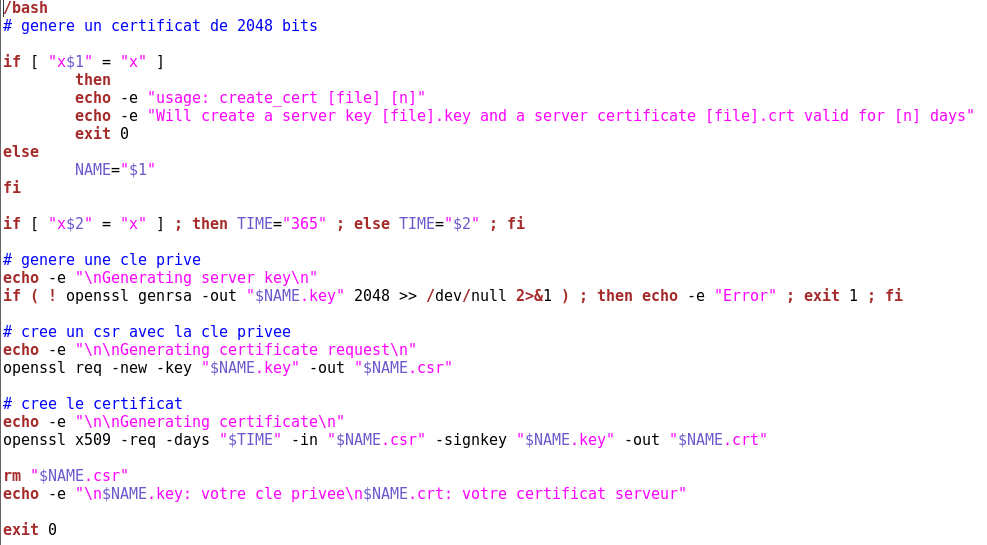 /bash
# genere un certificat de 2048 bits
if [ "x$1" = "x" ]
then
echo -e "usage: create_cert [file] [n]"
echo -e "Will create a server key [file].key and a server certificate [file].crt valid for [n] days"
exit 0
else
NAME="$1"
fi
if [ "x$2" = "x" ] ; then TIME="365" ; else TIME="$2" ; fi
# genere une cle prive
echo -e "\nGenerating server key\n"
if ( ! openssl genrsa -out "$NAME.key" 2048 >> /dev/null 2>&1 ) ; then echo -e "Error" ; exit 1 ; fi
# cree un csr avec la cle privee
echo -e "\n\nGenerating certificate request\n"
openssl req -new -key "$NAME.key" -out "$NAME.csr"
# cree le certificat
echo -e "\n\nGenerating certificate\n"
openssl x509 -req -days "$TIME" -in "$NAME.csr" -signkey "$NAME.key" -out "$NAME.crt"
rm "$NAME.csr"
echo -e "\n$NAME.key: votre cle privee\n$NAME.crt: votre certificat serveur"
exit 0